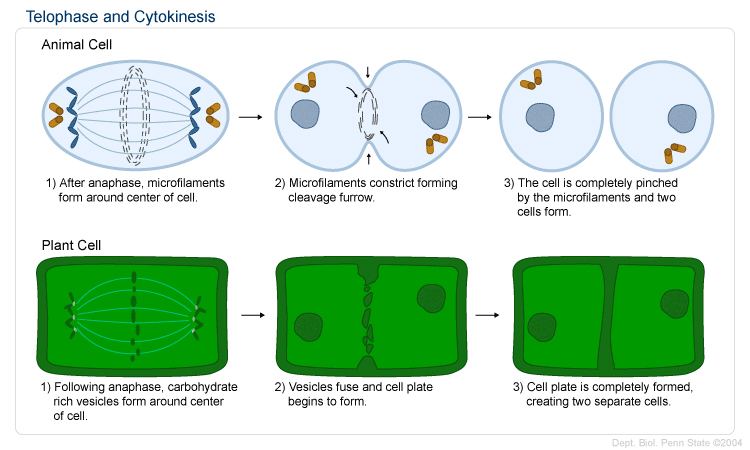 Telophase and Cytokinesis
Animal Cell
1) After anaphase, microfilaments
form around center of cell.
2) Microfilaments constrict forming
cleavage furrow.
3) The cell is completely pinched
by the microfilaments and two
cells form.
Plant Cell
1) Following anaphase, carbohydrate
rich vesicles form around center
of cell.
2) Vesicles fuse and cell plate
begins to form.
3) Cell plate is completely formed,
creating two separate cells.
Dept. Biol. Penn State ©2004